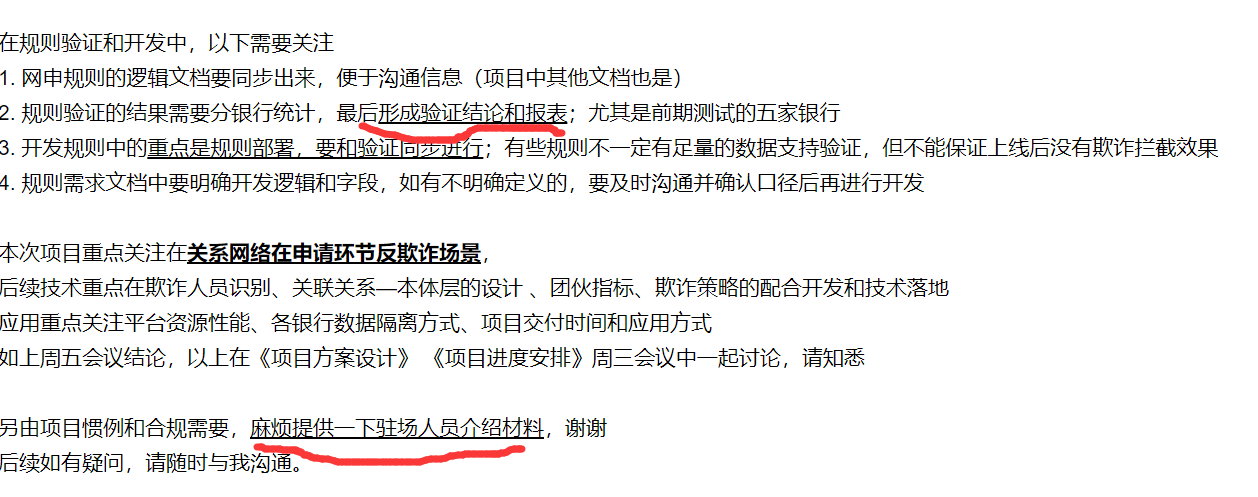 在规则验证和开发中，以下需要关注
1. 网申规则的逻辑文档要同步出来，便于沟通信息（项目中其他文档也是）
2. 规则验证的结果需要分银行统计，最后形成验证结论和报表；尤其是前期测试的五家银行
3. 开发规则中的重点是规则部署，要和验证同步进行；有些规则不一定有足量的数据支持验证，但不能保证上线后没有欺诈拦截效果
4. 规则需求文档中要明确开发逻辑和字段，如有不明确定义的，要及时沟通并确认口径后再进行开发
本次项目重点关注在关系网络在申请环节反欺诈场景，
后续技术重点在欺诈人员识别、关联关系—本体层的设计 、团伙指标、欺诈策略的配合开发和技术落地
应用重点关注平台资源性能、各银行数据隔离方式、项目交付时间和应用方式
如上周五会议结论，以上在《项目方案设计》 《项目进度安排》周三会议中一起讨论，请知悉
另由项目惯例和合规需要，麻烦提供一下驻场人员介绍材料，谢谢
后续如有疑问，请随时与我沟通。